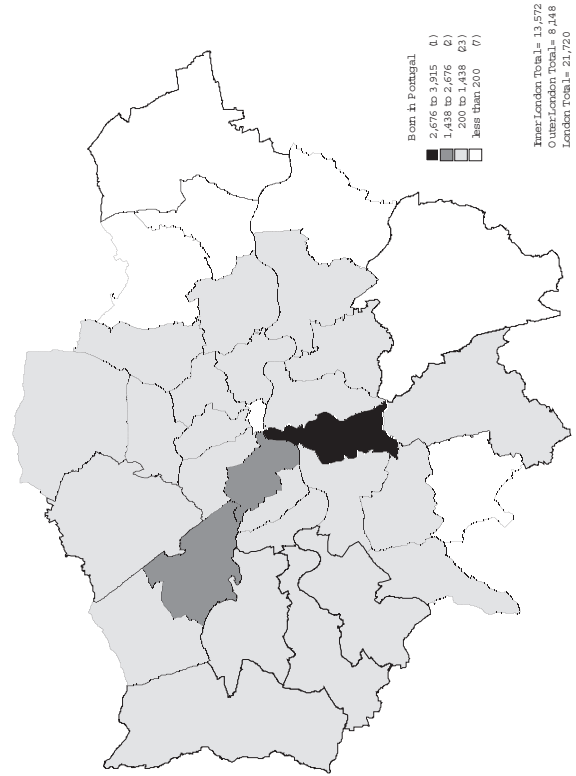 Born in Portugal
2,676 to 3,915 (1)
1,438 to 2,676 (2)
200 to 1,438 (23)
less than 200 (7)
Inner London Total= 13,572
Outer London Total= 8,148
London Total= 21,720